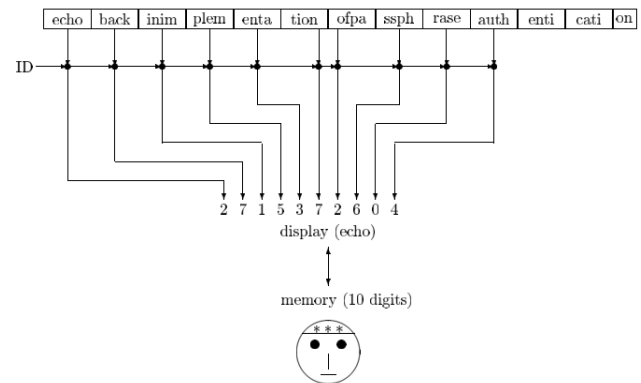 echo back inim plem enta tion ofpa ssph rase auth enti cati on
ID
2 7 1 5 3 7 2 6 0 4
display (echo)
memory (10 digits)
***